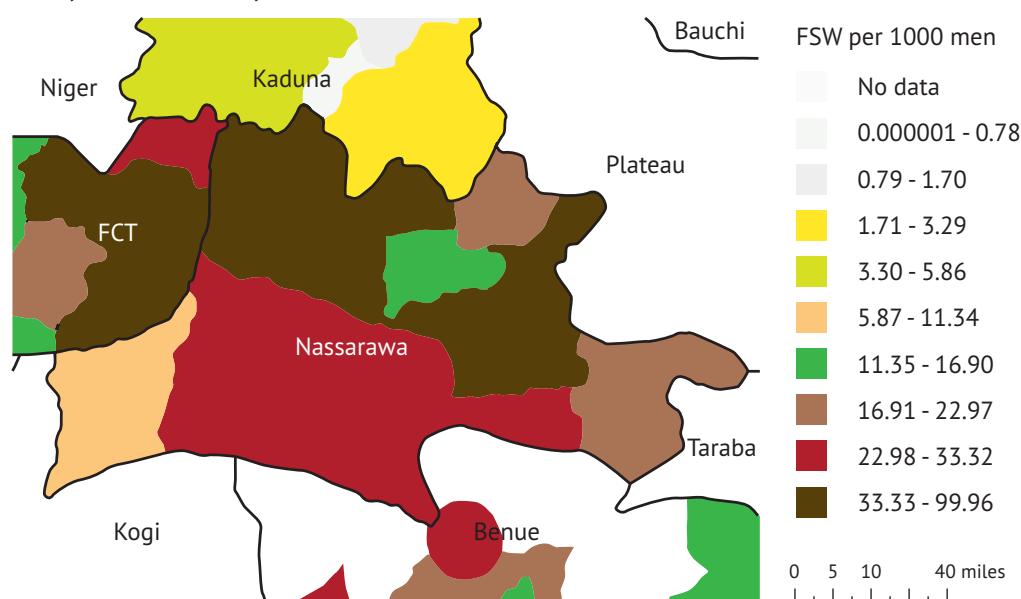 Bauchi
FSW per 1000 men
Niger
Kaduna
No data
0.000001 - 0.78
Plateau
0.79 - 1.70
FCT
1.71 - 3.29
3.30 - 5.86
5.87 - 11.34
Nassarawa
11.35 - 16.90
16.91 - 22.97
Taraba
22.98 - 33.32
33.33 - 99.96
Kogi
Benue
0 5 10 40 miles